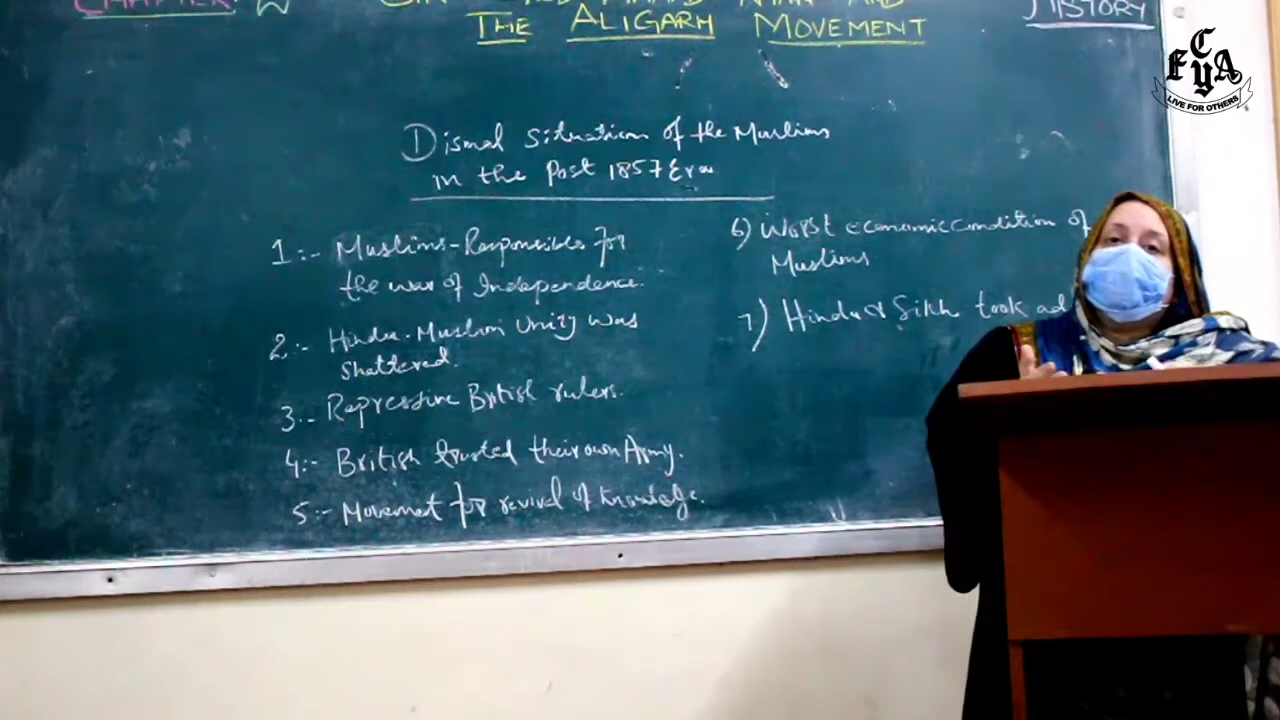 CHAPTER:
THE ALIGARH MOVEMENT
HISTORY
Dismal Situation of the Muslims
in the Post 1857 Era
1:- Muslims-Responsible for
the war of Independence.
2:- Hindu-Muslim Unity was
shattered.
3:- Repressive British rulers.
4:- British trusted their own Army.
5:- Movement for revival of Knowledge.
6) Worst economic condition of
Muslims
7) Hindu & Sikh took ad
F C Y A
LIVE FOR OTHERS